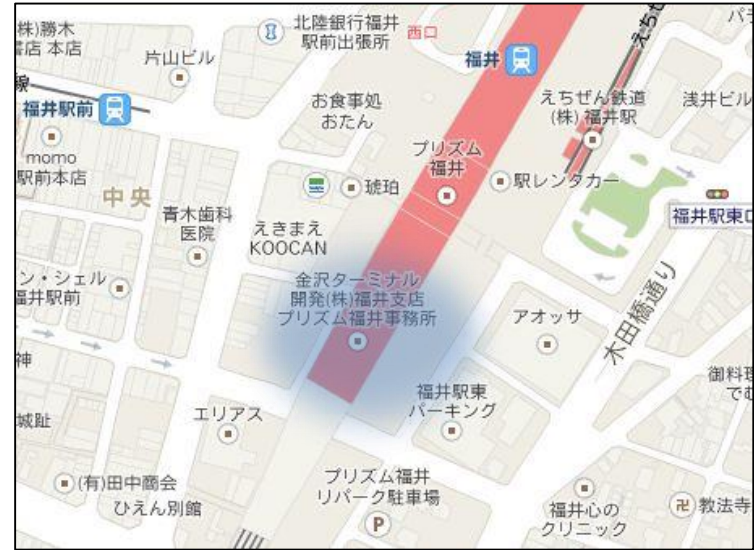 株)勝木
書店 本店
片山ビル
北陸銀行福井
駅前出張所
西口
福井
福井駅前
お食事処
おたん
えちぜん鉄道
(株) 福井駅
浅井ビル
momo
駅前本店
中央
プリズム
福井
琥珀
駅レンタカー
青木歯科
医院
えきまえ
KOOCAN
福井駅東口
ン・シェル
福井駅前
金沢ターミナル
開発(株)福井支店
プリズム福井事務所
アオッサ
木田橋通り
神
御料理
でむ
城趾
エリアス
福井駅東
パーキング
(有)田中商会
ひえん別館
プリズム福井
リパーク駐車場
P
福井心の
クリニック
卍
教法寺